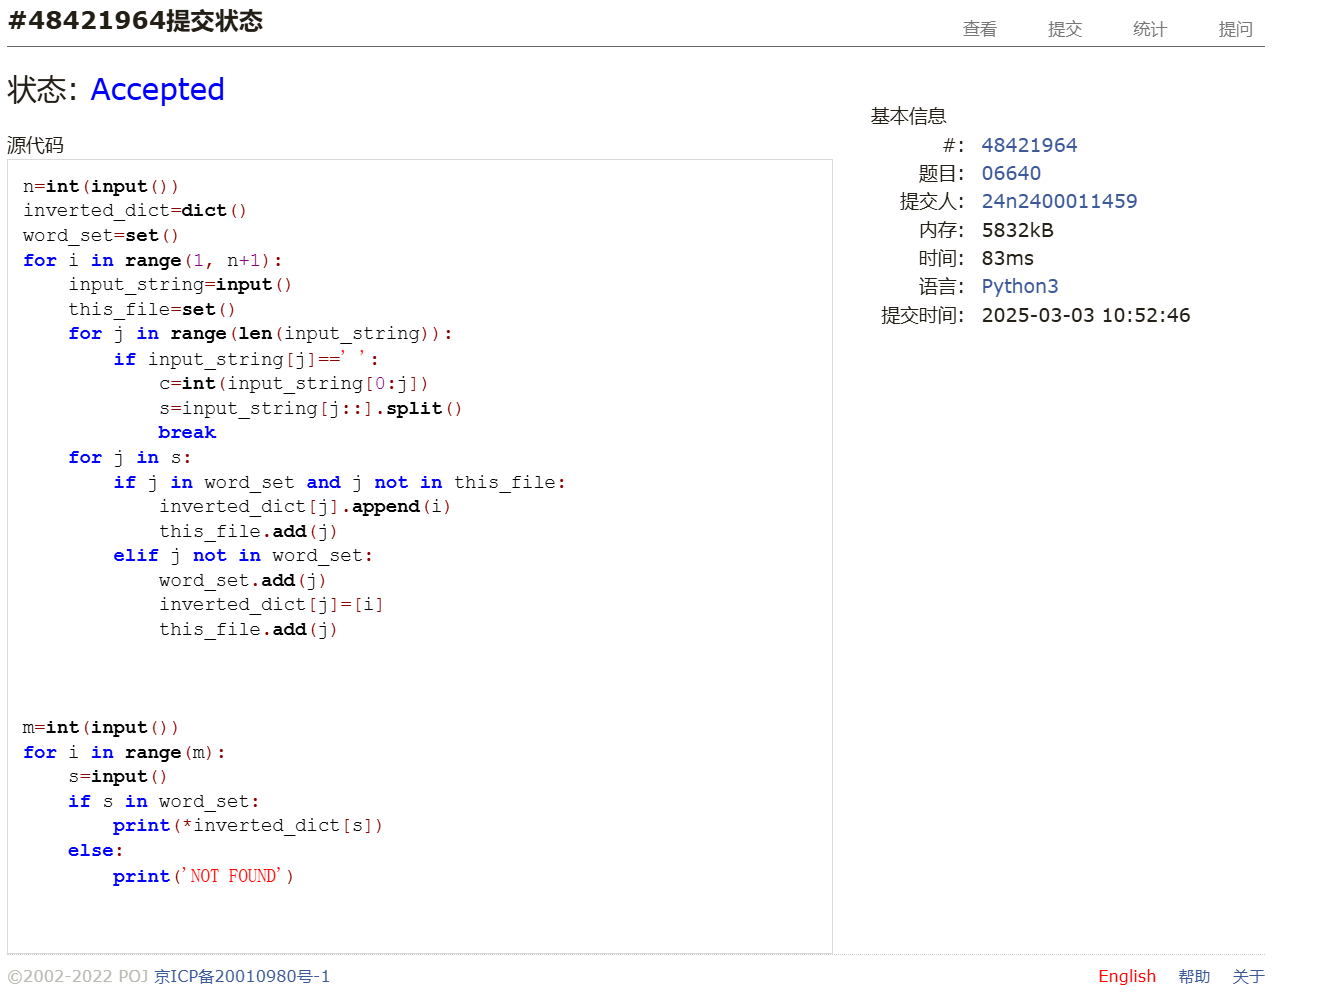 #48421964提交状态
查看 提交 统计 提问
状态: Accepted
源代码
n=int(input())
inverted_dict=dict()
word_set=set()
for i in range(1, n+1):
    input_string=input()
    this_file=set()
    for j in range(len(input_string)):
        if input_string[j]==' ':
            c=int(input_string[0:j])
            s=input_string[j::].split()
            break
    for j in s:
        if j in word_set and j not in this_file:
            inverted_dict[j].append(i)
            this_file.add(j)
        elif j not in word_set:
            word_set.add(j)
            inverted_dict[j]=[i]
            this_file.add(j)
m=int(input())
for i in range(m):
    s=input()
    if s in word_set:
        print(*inverted_dict[s])
    else:
        print('NOT FOUND')
基本信息
#: 48421964
题目: 06640
提交人: 24n2400011459
内存: 5832kB
时间: 83ms
语言: Python3
提交时间: 2025-03-03 10:52:46
©2002-2022 POJ 京ICP备20010980号-1
English 帮助 关于